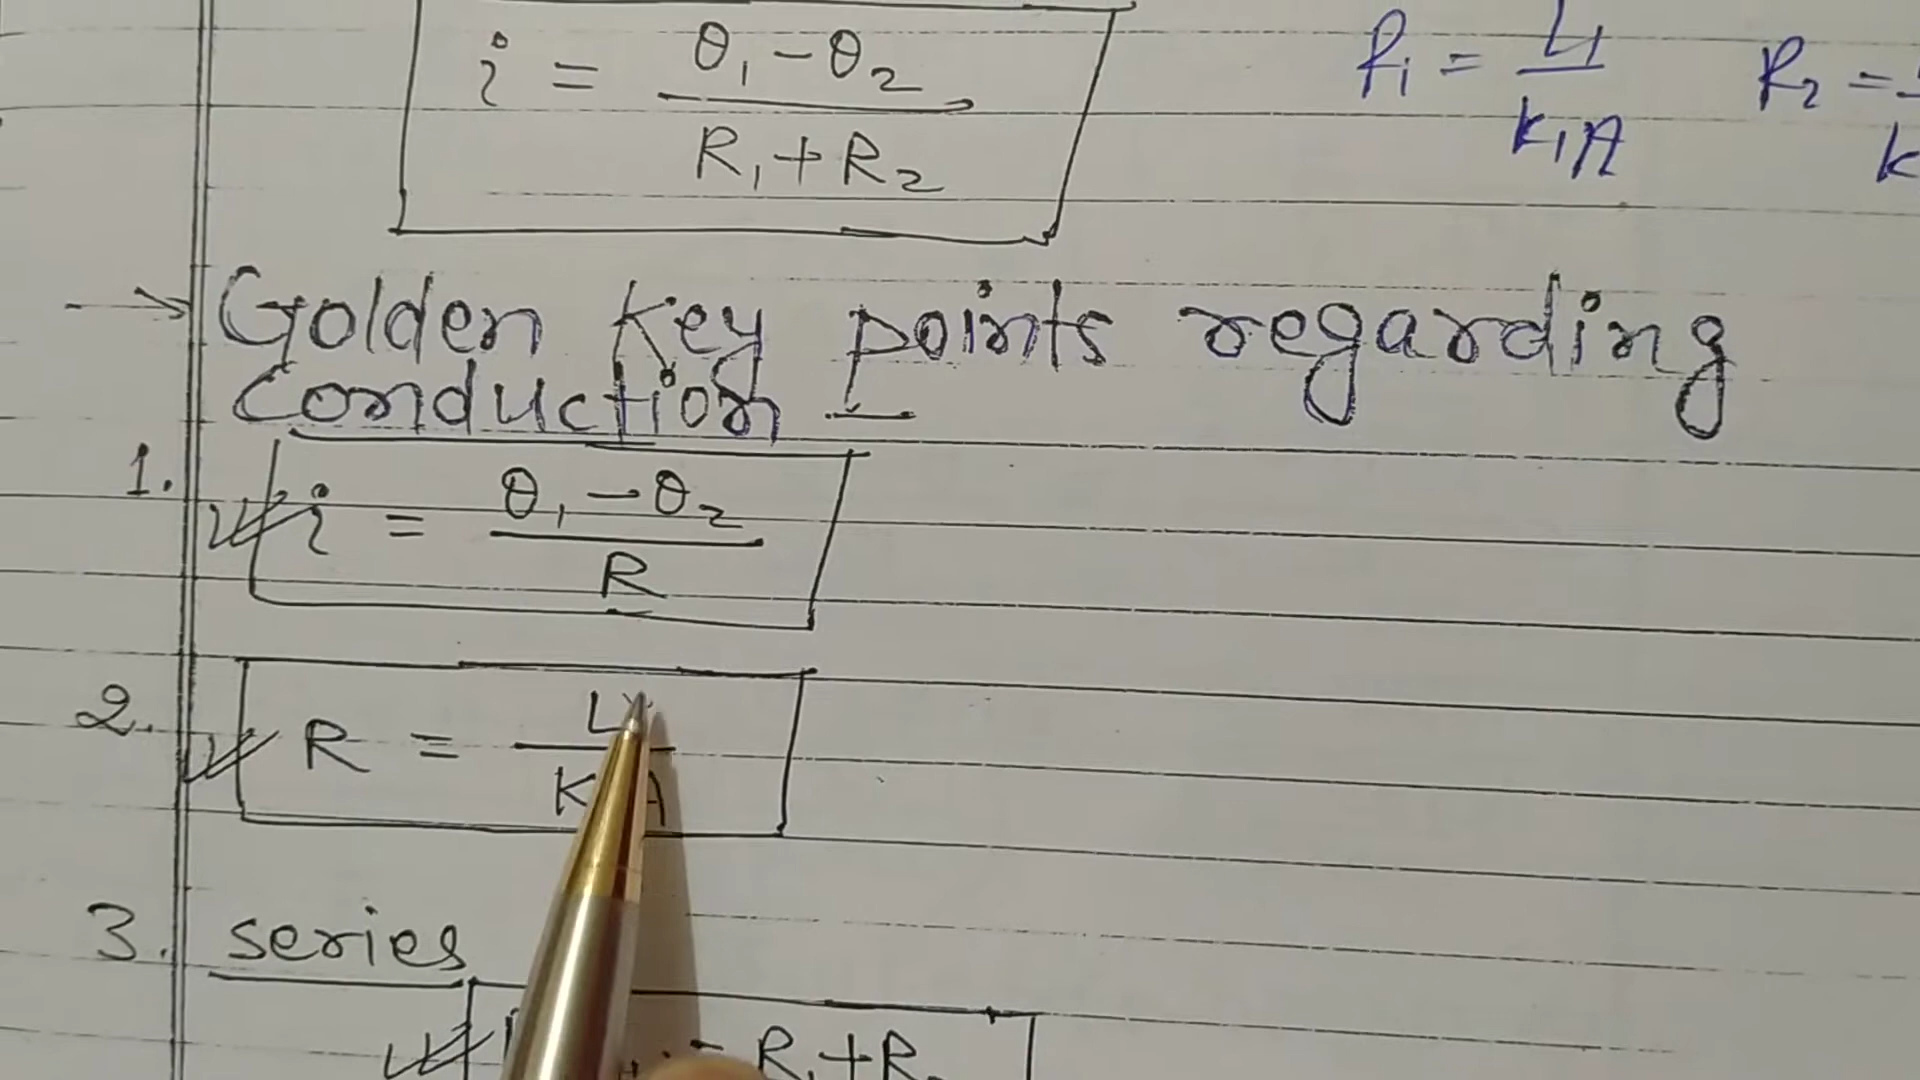 i = θ₁-θ₂ / R₁+R₂
R₁ = L₁ / K₁A R₂ =
→ Golden Key points regarding
Conduction
1. i = θ₁-θ₂ / R
2. R = L / KA
3. series
= R₁+R₂